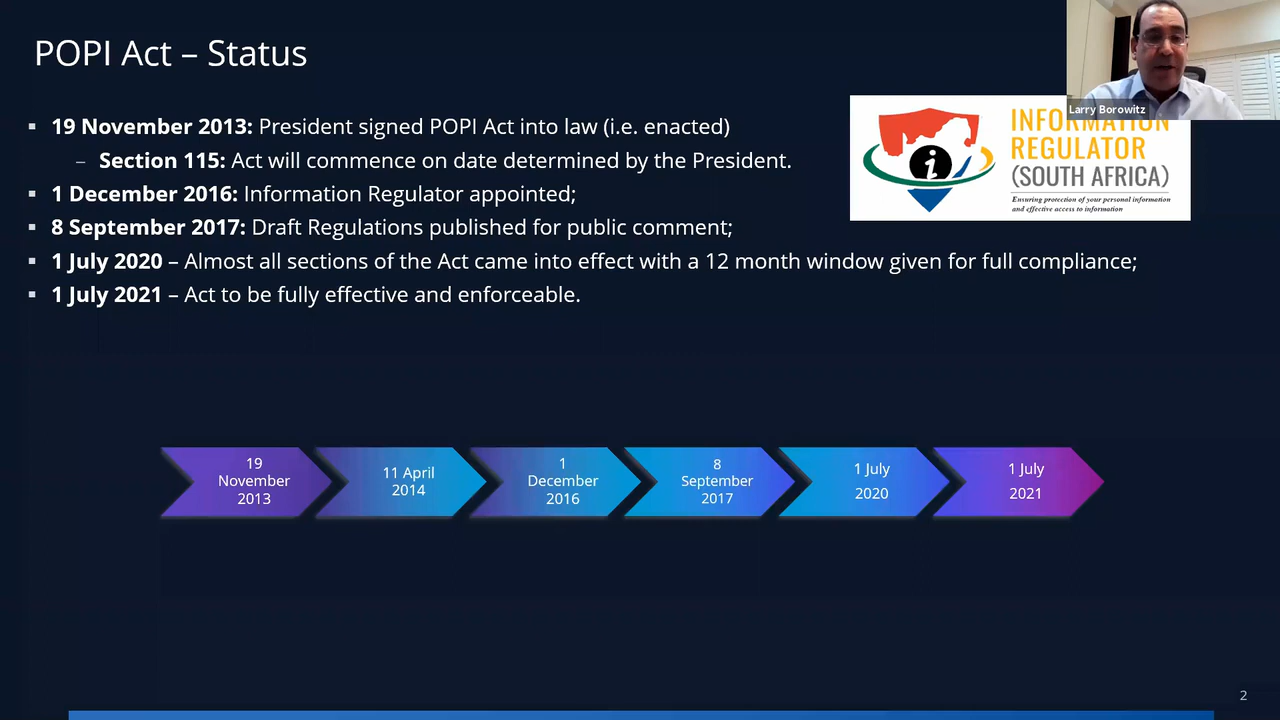 POPI Act – Status
Larry Borowitz
▪ 19 November 2013: President signed POPI Act into law (i.e. enacted)
– Section 115: Act will commence on date determined by the President.
▪ 1 December 2016: Information Regulator appointed;
▪ 8 September 2017: Draft Regulations published for public comment;
▪ 1 July 2020 – Almost all sections of the Act came into effect with a 12 month window given for full compliance;
▪ 1 July 2021 – Act to be fully effective and enforceable.
INFORMATION
REGULATOR
(SOUTH AFRICA)
Ensuring protection of your personal information
and effective access to information
19
November
2013
11 April
2014
1
December
2016
8
September
2017
1 July
2020
1 July
2021
2